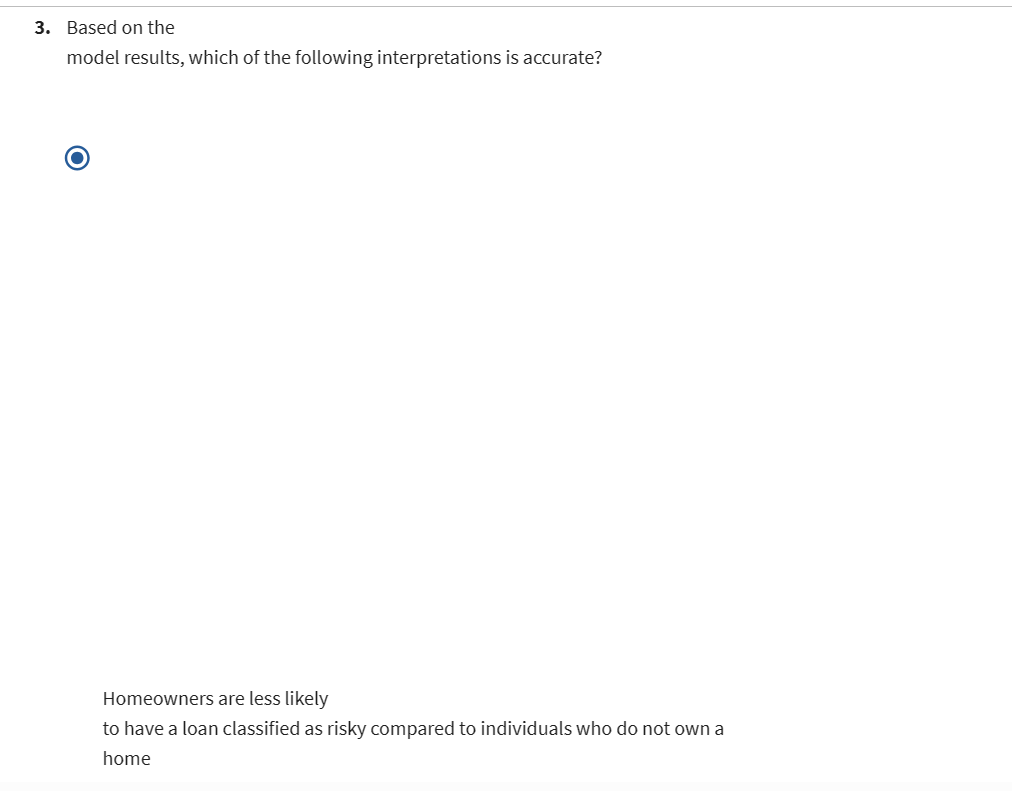 3. Based on the
model results, which of the following interpretations is accurate?
Homeowners are less likely
to have a loan classified as risky compared to individuals who do not own a
home